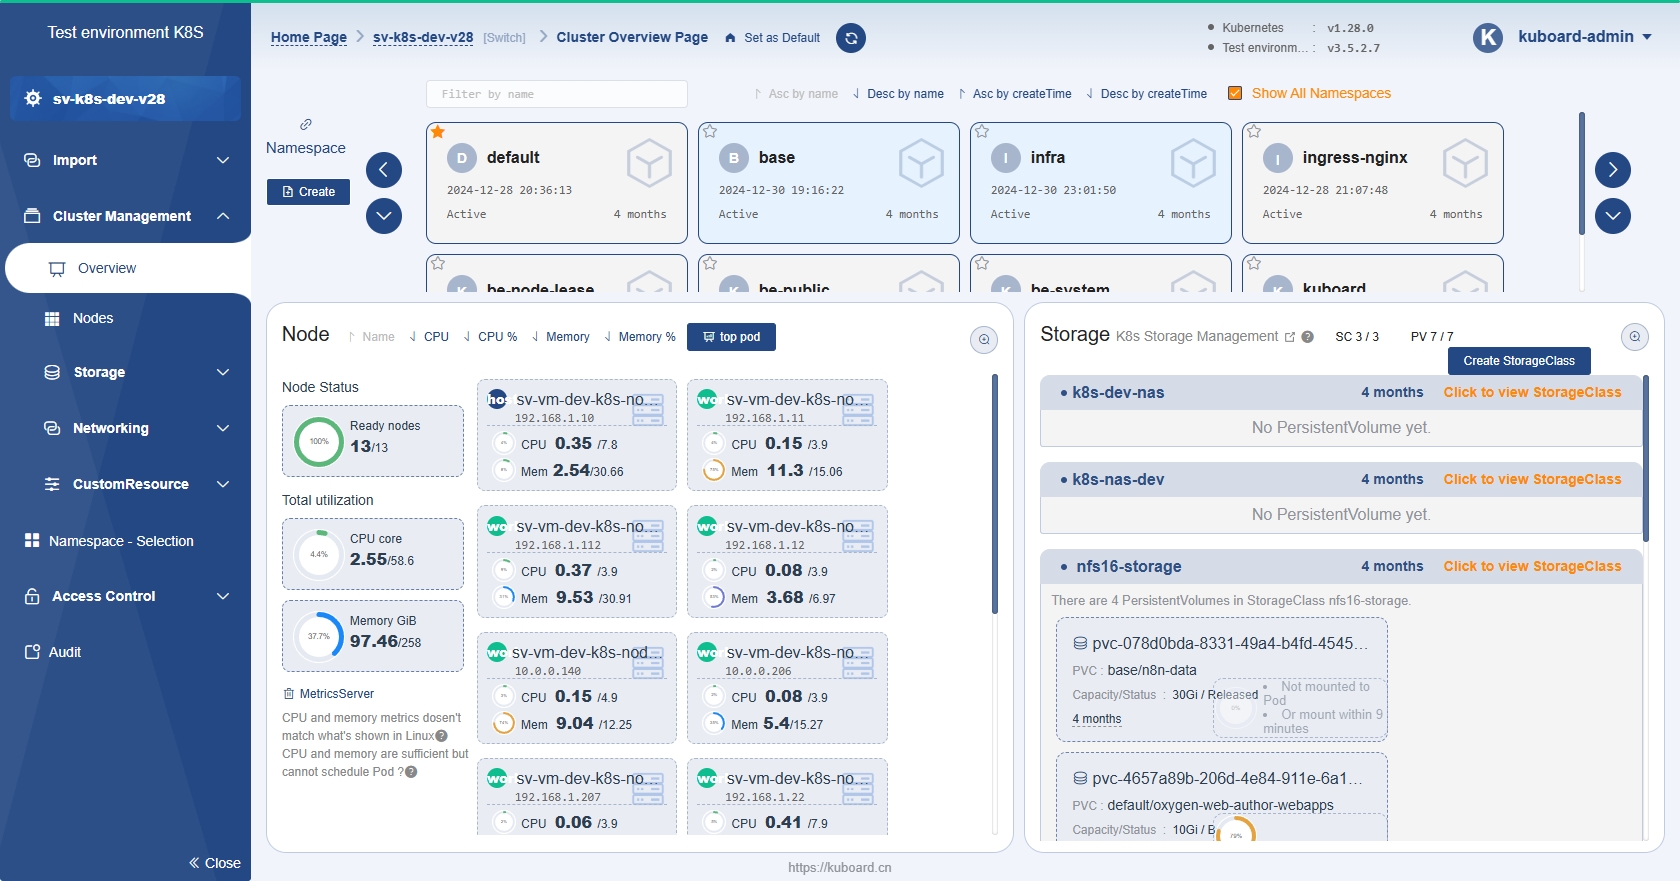 Test environment K8S
sv-k8s-dev-v28
Import
Cluster Management
Overview
Nodes
Storage
Networking
CustomResource
Namespace - Selection
Access Control
Audit
Close
Home Page
sv-k8s-dev-v28
[Switch]
Cluster Overview Page
Set as Default
Kubernetes : v1.28.0
Test environm... : v3.5.2.7
K
kuboard-admin
Filter by name
Asc by name
Desc by name
Asc by createTime
Desc by createTime
Show All Namespaces
Namespace
Create
D default
2024-12-28 20:36:13
Active 4 months
B base
2024-12-30 19:16:22
Active 4 months
I infra
2024-12-30 23:01:50
Active 4 months
I ingress-nginx
2024-12-28 21:07:48
Active 4 months
K be-node-lease
K be-public
K be-system
K kuboard
Node
Name
CPU
CPU %
Memory
Memory %
top pod
Node Status
100%
Ready nodes
13/13
Total utilization
4.4%
CPU core
2.55/58.6
37.7%
Memory GiB
97.46/258
MetricsServer
CPU and memory metrics dosen't
match what's shown in Linux
CPU and memory are sufficient but
cannot schedule Pod ?
sv-vm-dev-k8s-no...
192.168.1.10
CPU 0.35 /7.8
Mem 2.54/30.66
sv-vm-dev-k8s-no...
192.168.1.11
CPU 0.15 /3.9
Mem 11.3 /15.06
sv-vm-dev-k8s-no...
192.168.1.112
CPU 0.37 /3.9
Mem 9.53 /30.91
sv-vm-dev-k8s-no...
192.168.1.12
CPU 0.08 /3.9
Mem 3.68 /6.97
sv-vm-dev-k8s-nod...
10.0.0.140
CPU 0.15 /4.9
Mem 9.04 /12.25
sv-vm-dev-k8s-no...
10.0.0.206
CPU 0.08 /3.9
Mem 5.4/15.27
sv-vm-dev-k8s-no...
192.168.1.207
CPU 0.06 /3.9
sv-vm-dev-k8s-no...
192.168.1.22
CPU 0.41 /7.9
Storage
K8s Storage Management
SC 3 / 3
PV 7 / 7
Create StorageClass
k8s-dev-nas
4 months
Click to view StorageClass
No PersistentVolume yet.
k8s-nas-dev
4 months
Click to view StorageClass
No PersistentVolume yet.
nfs16-storage
4 months
Click to view StorageClass
There are 4 PersistentVolumes in StorageClass nfs16-storage.
pvc-078d0bda-8331-49a4-b4fd-4545...
PVC : base/n8n-data
Capacity/Status : 30Gi / Released
4 months
0%
Not mounted to
Pod
Or mount within 9
minutes
pvc-4657a89b-206d-4e84-911e-6a1...
PVC : default/oxygen-web-author-webapps
Capacity/Status : 10Gi / B
79%
https://kuboard.cn